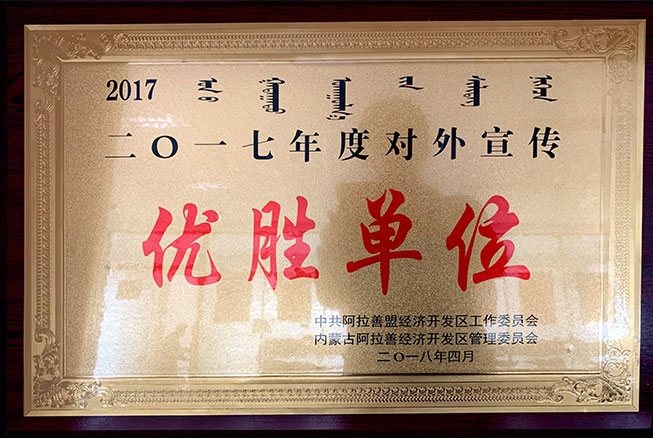 2017
二〇一七年度对外宣传
优胜单位
中共阿拉善盟经济开发区工作委员会
内蒙古阿拉善经济开发区管理委员会
二〇一八年四月